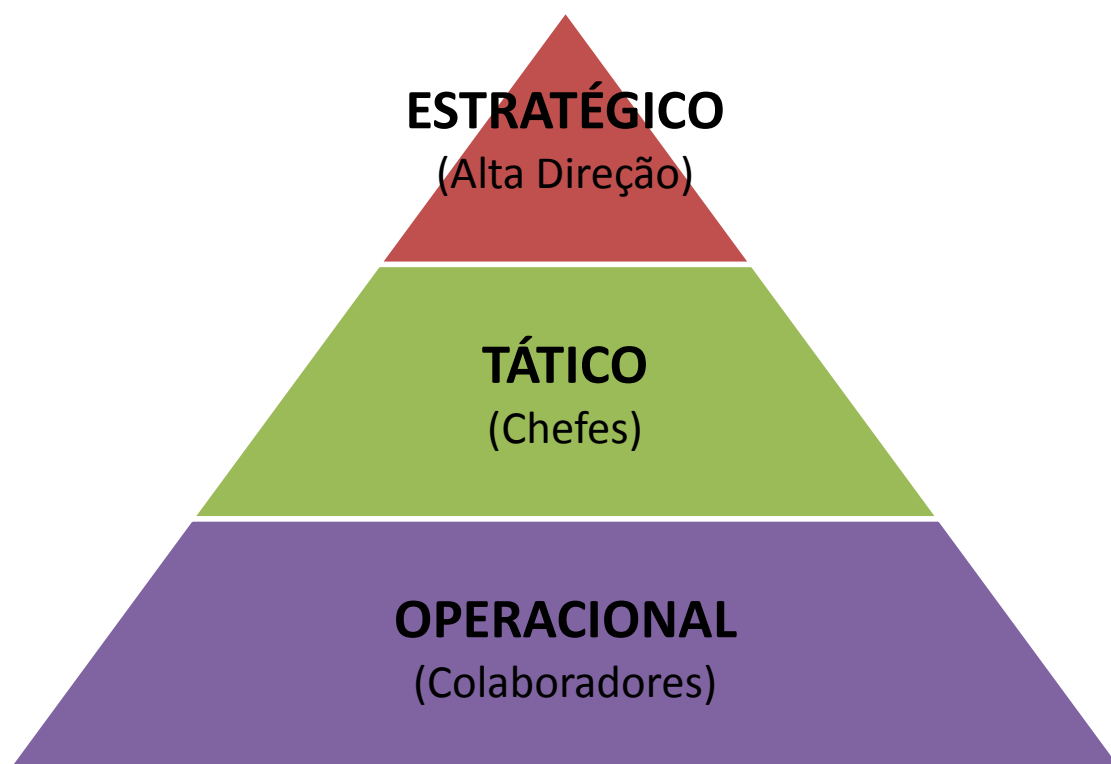 ESTRATÉGICO
(Alta Direção)
TÁTICO
(Chefes)
OPERACIONAL
(Colaboradores)